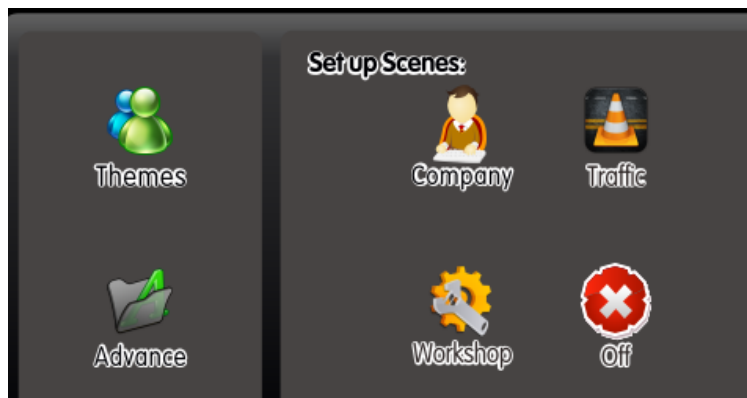 Set up Scenes:
Themes
Company
Traffic
Advance
Workshop
Off